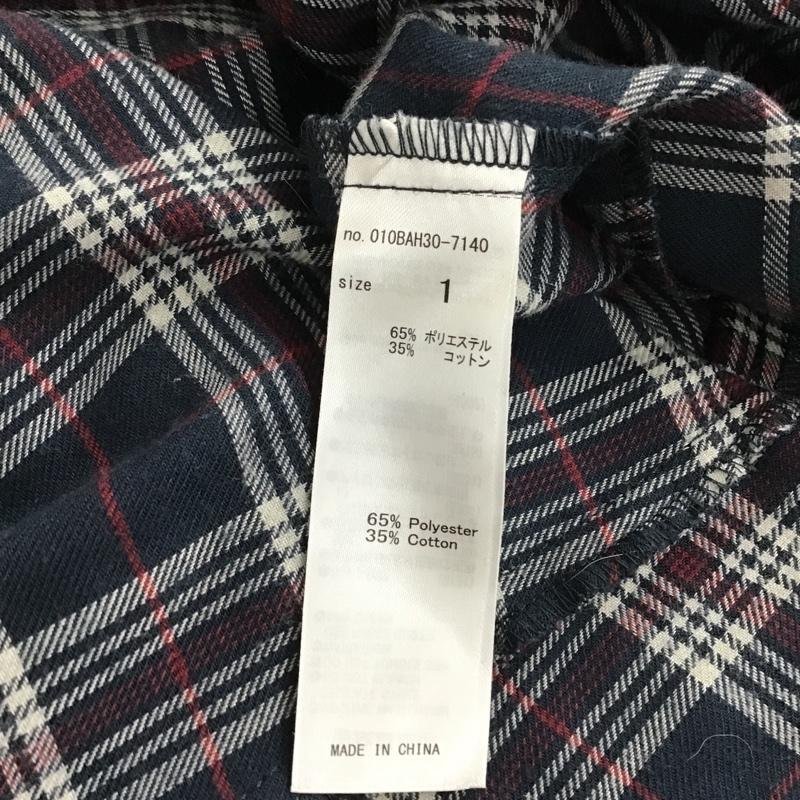 no. 010BAH30-7140
size 1
65% ポリエステル
35% コットン
65% Polyester
35% Cotton
MADE IN CHINA